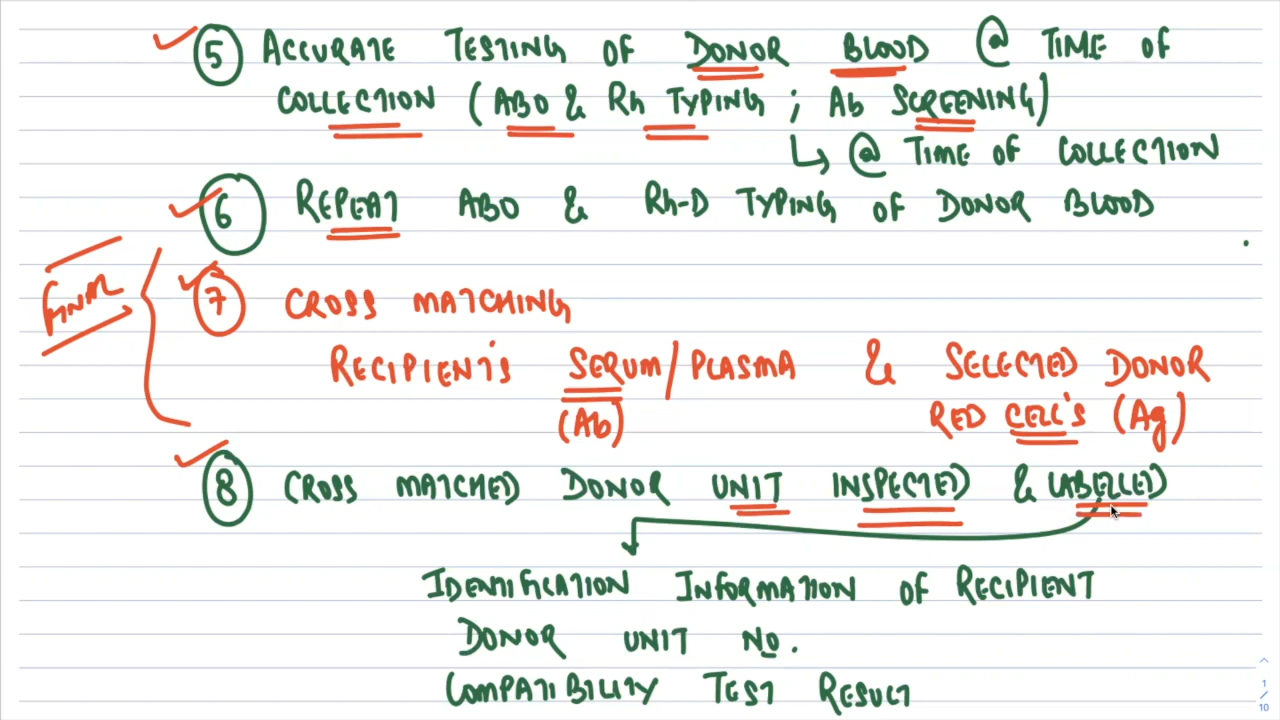 5 ACCURATE TESTING OF DONOR BLOOD @ TIME OF
COLLECTION (ABO & Rh TYPING ; Ab SCREENING)
↳ @ TIME OF COLLECTION
6 REPEAT ABO & Rh-D TYPING OF DONOR BLOOD
FINAL
7 CROSS MATCHING
RECIPIENT'S SERUM/PLASMA & SELECTED DONOR
(Ab) RED CELL'S (Ag)
8 CROSS MATCHED DONOR UNIT INSPECTED & LABELLED
IDENTIFICATION INFORMATION OF RECIPIENT
DONOR UNIT NO.
COMPATIBILITY TEST RESULT
1
/
10